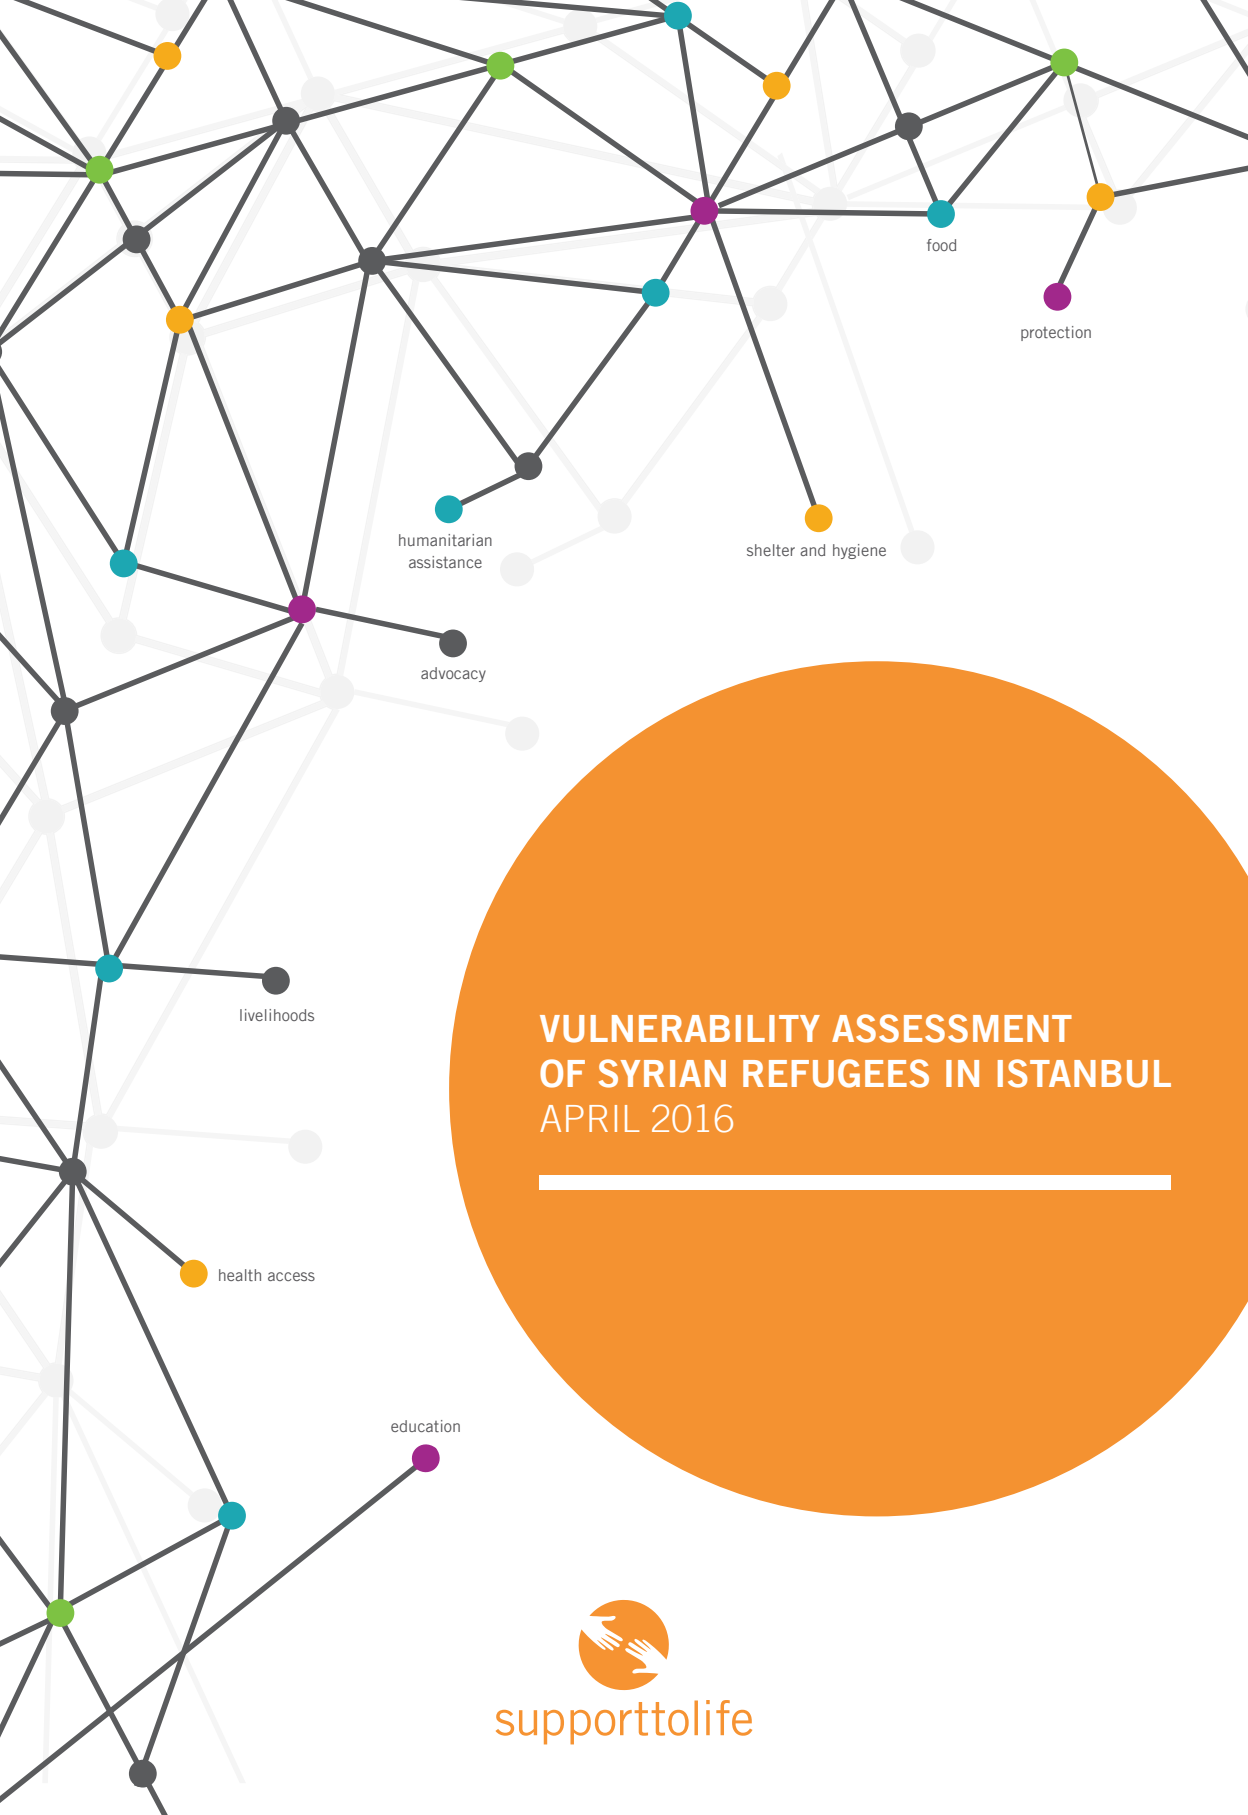 food
protection
humanitarian
assistance
shelter and hygiene
advocacy
livelihoods
VULNERABILITY ASSESSMENT
OF SYRIAN REFUGEES IN ISTANBUL
APRIL 2016
health access
education
supporttolife